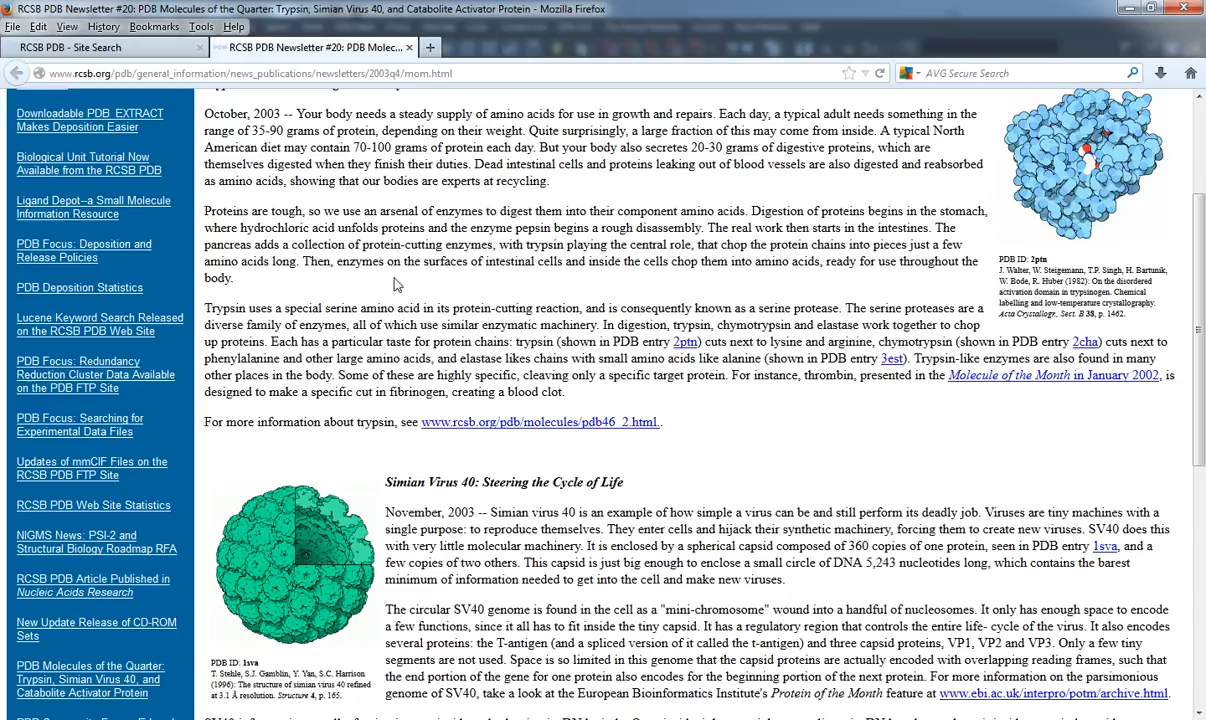 RCSB PDB Newsletter #20: PDB Molecules of the Quarter: Trypsin, Simian Virus 40, and Catabolite Activator Protein - Mozilla Firefox
File Edit View History Bookmarks Tools Help
RCSB PDB - Site Search
RCSB PDB Newsletter #20: PDB Molec...
www.rcsb.org/pdb/general_information/news_publications/newsletters/2003q4/mom.html
AVG Secure Search
Downloadable PDB_EXTRACT
Makes Deposition Easier
Biological Unit Tutorial Now
Available from the RCSB PDB
Ligand Depot--a Small Molecule
Information Resource
PDB Focus: Deposition and
Release Policies
PDB Deposition Statistics
Lucene Keyword Search Released
on the RCSB PDB Web Site
PDB Focus: Redundancy
Reduction Cluster Data Available
on the PDB FTP Site
PDB Focus: Searching for
Experimental Data Files
Updates of mmCIF Files on the
RCSB PDB FTP Site
RCSB PDB Web Site Statistics
NIGMS News: PSI-2 and
Structural Biology Roadmap RFA
RCSB PDB Article Published in
Nucleic Acids Research
New Update Release of CD-ROM
Sets
PDB Molecules of the Quarter:
Trypsin, Simian Virus 40, and
Catabolite Activator Protein
October, 2003 -- Your body needs a steady supply of amino acids for use in growth and repairs. Each day, a typical adult needs something in the
range of 35-90 grams of protein, depending on their weight. Quite surprisingly, a large fraction of this may come from inside. A typical North
American diet may contain 70-100 grams of protein each day. But your body also secretes 20-30 grams of digestive proteins, which are
themselves digested when they finish their duties. Dead intestinal cells and proteins leaking out of blood vessels are also digested and reabsorbed
as amino acids, showing that our bodies are experts at recycling.
Proteins are tough, so we use an arsenal of enzymes to digest them into their component amino acids. Digestion of proteins begins in the stomach,
where hydrochloric acid unfolds proteins and the enzyme pepsin begins a rough disassembly. The real work then starts in the intestines. The
pancreas adds a collection of protein-cutting enzymes, with trypsin playing the central role, that chop the protein chains into pieces just a few
amino acids long. Then, enzymes on the surfaces of intestinal cells and inside the cells chop them into amino acids, ready for use throughout the
body.
PDB ID: 2ptn
J. Walter, W. Steigemann, T.P. Singh, H. Bartunik,
W. Bode, R. Huber (1982): On the disordered
activation domain in trypsinogen. Chemical
labelling and low-temperature crystallography.
Acta Crystallogr., Sect. B 38, p. 1462.
Trypsin uses a special serine amino acid in its protein-cutting reaction, and is consequently known as a serine protease. The serine proteases are a
diverse family of enzymes, all of which use similar enzymatic machinery. In digestion, trypsin, chymotrypsin and elastase work together to chop
up proteins. Each has a particular taste for protein chains: trypsin (shown in PDB entry 2ptn) cuts next to lysine and arginine, chymotrypsin (shown in PDB entry 2cha) cuts next to
phenylalanine and other large amino acids, and elastase likes chains with small amino acids like alanine (shown in PDB entry 3est). Trypsin-like enzymes are also found in many
other places in the body. Some of these are highly specific, cleaving only a specific target protein. For instance, thrombin, presented in the Molecule of the Month in January 2002, is
designed to make a specific cut in fibrinogen, creating a blood clot.
For more information about trypsin, see www.rcsb.org/pdb/molecules/pdb46_2.html..
Simian Virus 40: Steering the Cycle of Life
November, 2003 -- Simian virus 40 is an example of how simple a virus can be and still perform its deadly job. Viruses are tiny machines with a
single purpose: to reproduce themselves. They enter cells and hijack their synthetic machinery, forcing them to create new viruses. SV40 does this
with very little molecular machinery. It is enclosed by a spherical capsid composed of 360 copies of one protein, seen in PDB entry 1sva, and a
few copies of two others. This capsid is just big enough to enclose a small circle of DNA 5,243 nucleotides long, which contains the barest
minimum of information needed to get into the cell and make new viruses.
The circular SV40 genome is found in the cell as a "mini-chromosome" wound into a handful of nucleosomes. It only has enough space to encode
a few functions, since it all has to fit inside the tiny capsid. It has a regulatory region that controls the entire life- cycle of the virus. It also encodes
several proteins: the T-antigen (and a spliced version of it called the t-antigen) and three capsid proteins, VP1, VP2 and VP3. Only a few tiny
segments are not used. Space is so limited in this genome that the capsid proteins are actually encoded with overlapping reading frames, such that
the end portion of the gene for one protein also encodes for the beginning portion of the next protein. For more information on the parsimonious
genome of SV40, take a look at the European Bioinformatics Institute's Protein of the Month feature at www.ebi.ac.uk/interpro/potm/archive.html.
PDB ID: 1sva
T. Stehle, S.J. Gamblin, Y. Yan, S.C. Harrison
(1996): The structure of simian virus 40 refined
at 3.1 Å resolution. Structure 4, p. 165.